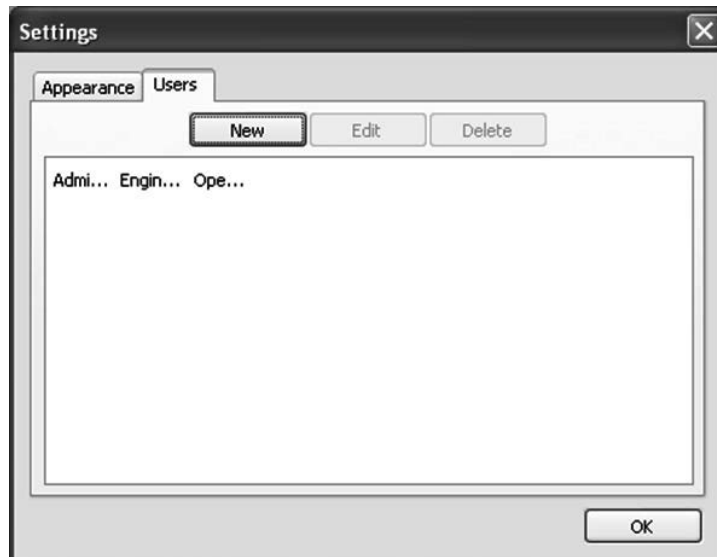 Settings
Appearance Users
New Edit Delete
Admi... Engin... Ope...
OK